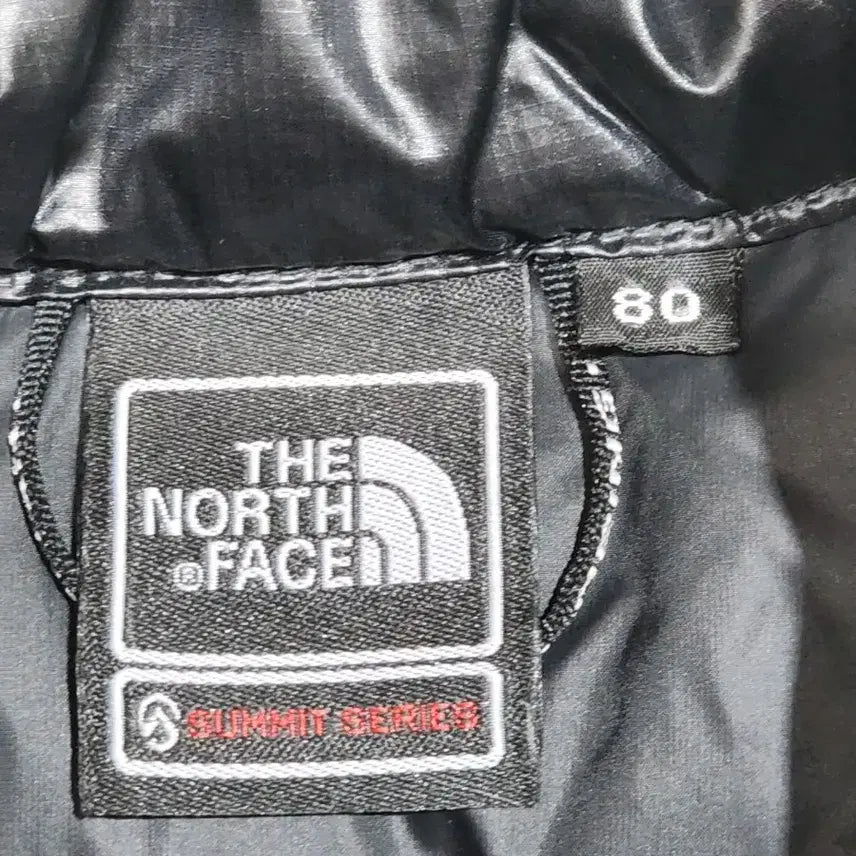 80
THE
NORTH
®FACE
SUMMIT SERIES